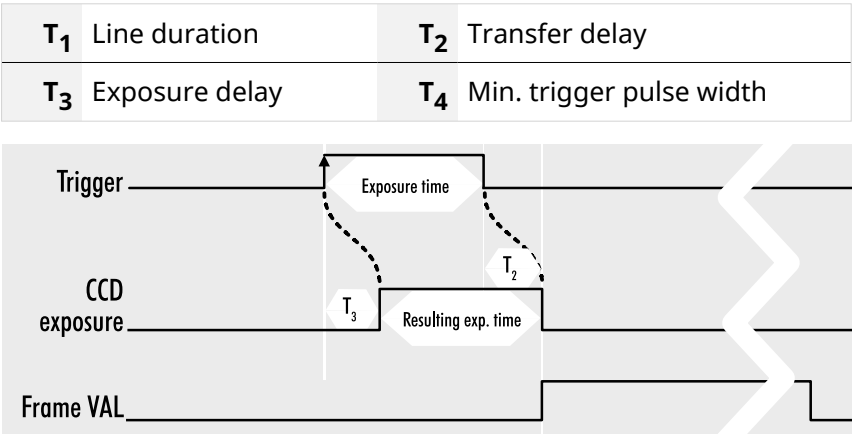 T1 Line duration T2 Transfer delay
T3 Exposure delay T4 Min. trigger pulse width
Trigger
Exposure time
T2
CCD
exposure
T3
Resulting exp. time
Frame VAL